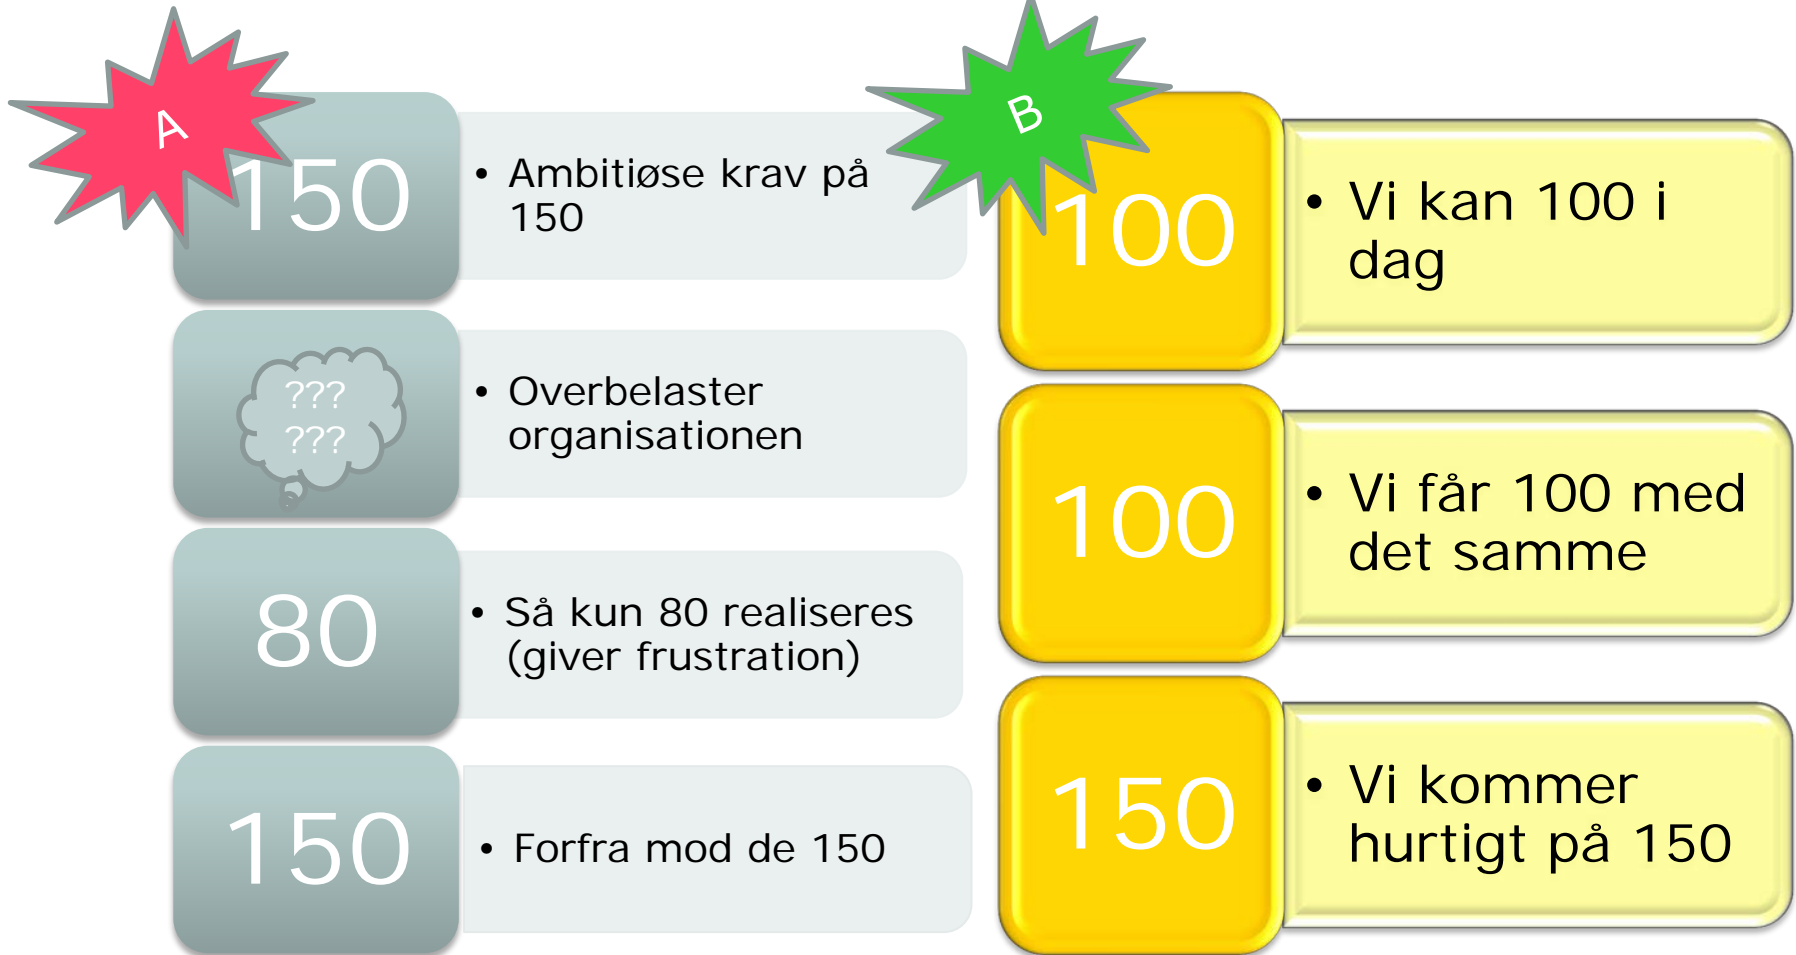 A
150
• Ambitiøse krav på
150
???
???
• Overbelaster
organisationen
80
• Så kun 80 realiseres
(giver frustration)
150
• Forfra mod de 150
B
100
• Vi kan 100 i
dag
100
• Vi får 100 med
det samme
150
• Vi kommer
hurtigt på 150